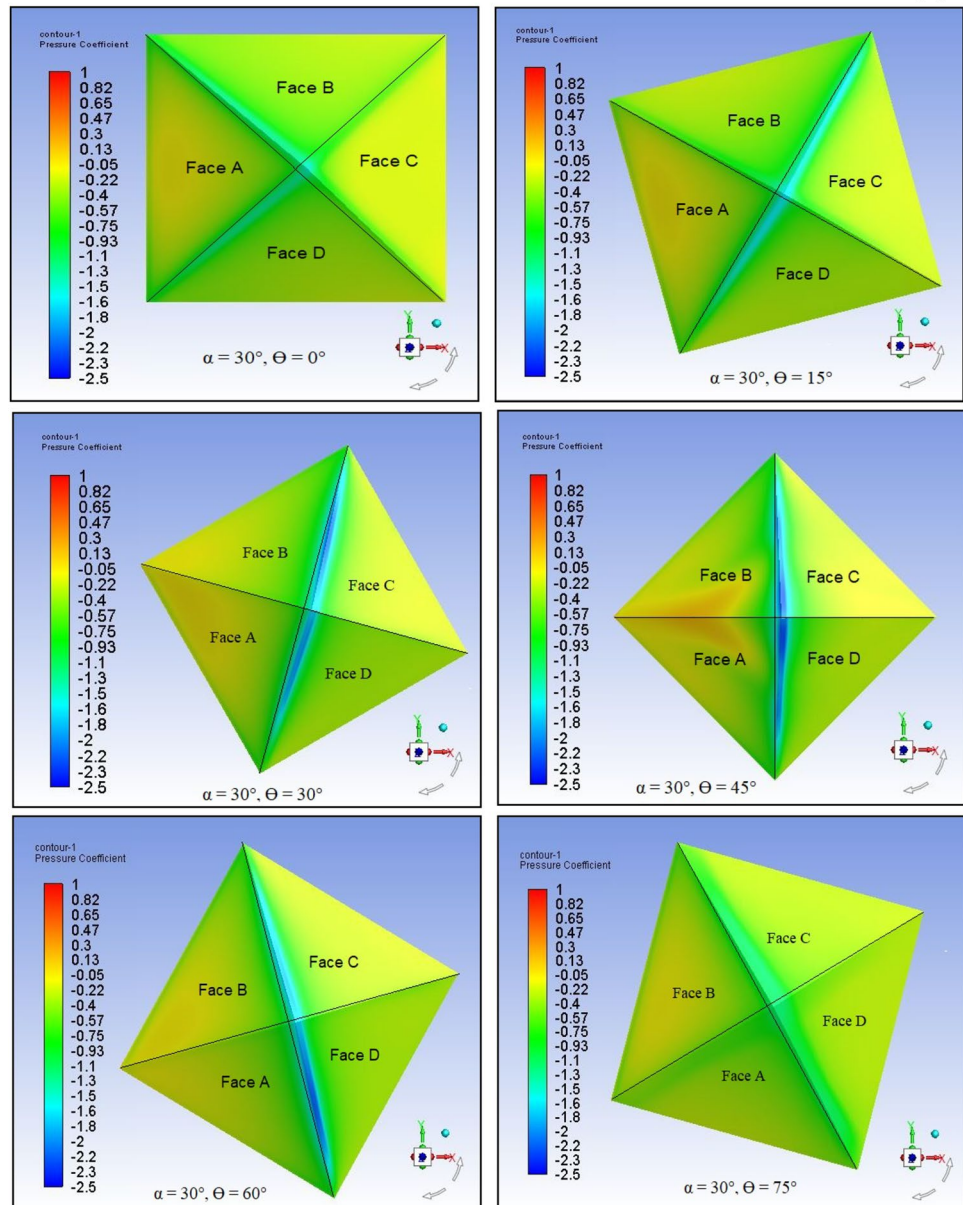 contour-1
Pressure Coefficient
1
0.82
0.65
0.47
0.3
0.13
-0.05
-0.22
-0.4
-0.57
-0.75
-0.93
-1.1
-1.3
-1.5
-1.6
-1.8
-2
-2.2
-2.3
-2.5
Face B
Face A
Face C
Face D
Y
X
α = 30°, Ɵ = 0°
contour-1
Pressure Coefficient
1
0.82
0.65
0.47
0.3
0.13
-0.05
-0.22
-0.4
-0.57
-0.75
-0.93
-1.1
-1.3
-1.5
-1.6
-1.8
-2
-2.2
-2.3
-2.5
Face B
Face C
Face A
Face D
Y
X
α = 30°, Ɵ = 15°
contour-1
Pressure Coefficient
1
0.82
0.65
0.47
0.3
0.13
-0.05
-0.22
-0.4
-0.57
-0.75
-0.93
-1.1
-1.3
-1.5
-1.6
-1.8
-2
-2.2
-2.3
-2.5
Face B
Face C
Face A
Face D
Y
X
α = 30°, Ɵ = 30°
contour-1
Pressure Coefficient
1
0.82
0.65
0.47
0.3
0.13
-0.05
-0.22
-0.4
-0.57
-0.75
-0.93
-1.1
-1.3
-1.5
-1.6
-1.8
-2
-2.2
-2.3
-2.5
Face B
Face C
Face A
Face D
Y
X
α = 30°, Ɵ = 45°
contour-1
Pressure Coefficient
1
0.82
0.65
0.47
0.3
0.13
-0.05
-0.22
-0.4
-0.57
-0.75
-0.93
-1.1
-1.3
-1.5
-1.6
-1.8
-2
-2.2
-2.3
-2.5
Face C
Face B
Face D
Face A
Y
X
α = 30°, Ɵ = 60°
contour-1
Pressure Coefficient
1
0.82
0.65
0.47
0.3
0.13
-0.05
-0.22
-0.4
-0.57
-0.75
-0.93
-1.1
-1.3
-1.5
-1.6
-1.8
-2
-2.2
-2.3
-2.5
Face C
Face B
Face D
Face A
Y
X
α = 30°, Ɵ = 75°